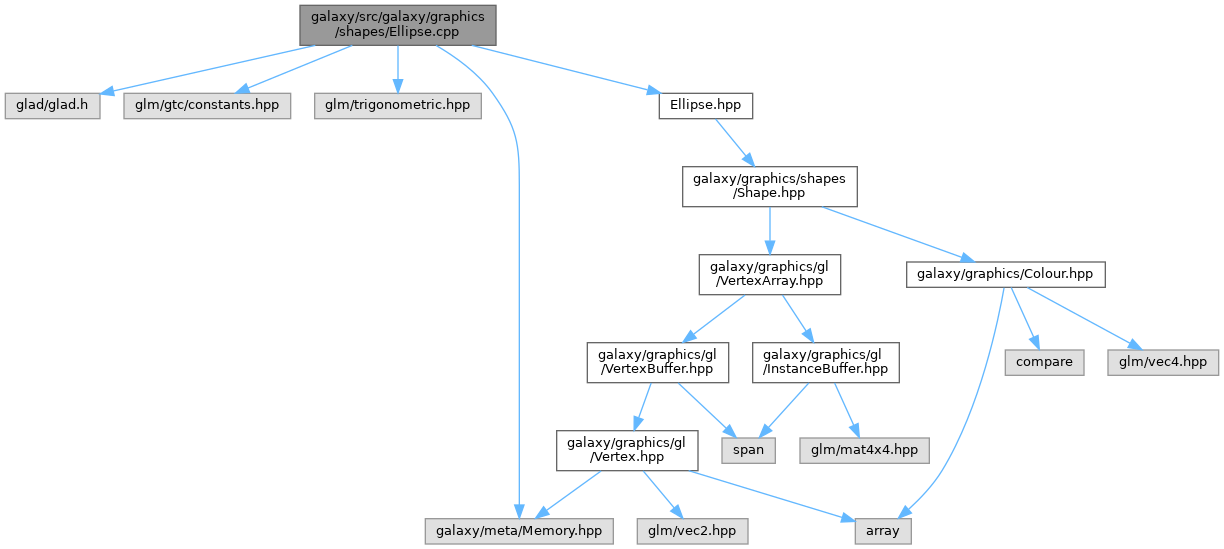 galaxy/src/galaxy/graphics
/shapes/Ellipse.cpp
glad/glad.h
glm/gtc/constants.hpp
glm/trigonometric.hpp
Ellipse.hpp
galaxy/graphics/shapes
/Shape.hpp
galaxy/graphics/gl
/VertexArray.hpp
galaxy/graphics/Colour.hpp
galaxy/graphics/gl
/VertexBuffer.hpp
galaxy/graphics/gl
/InstanceBuffer.hpp
compare
glm/vec4.hpp
galaxy/graphics/gl
/Vertex.hpp
span
glm/mat4x4.hpp
galaxy/meta/Memory.hpp
glm/vec2.hpp
array